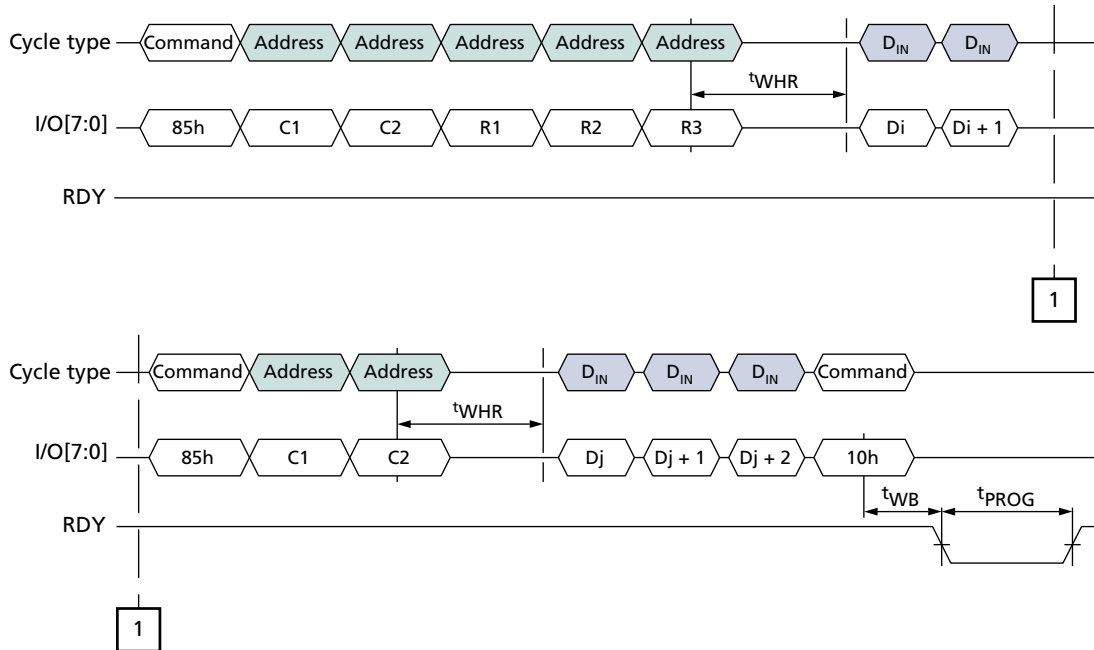 Cycle type Command Address Address Address Address Address DIN DIN
tWHR
I/O[7:0] 85h C1 C2 R1 R2 R3 Di Di + 1
RDY
1
Cycle type Command Address Address DIN DIN DIN Command
tWHR
I/O[7:0] 85h C1 C2 Dj Dj + 1 Dj + 2 10h
tWB tPROG
RDY
1